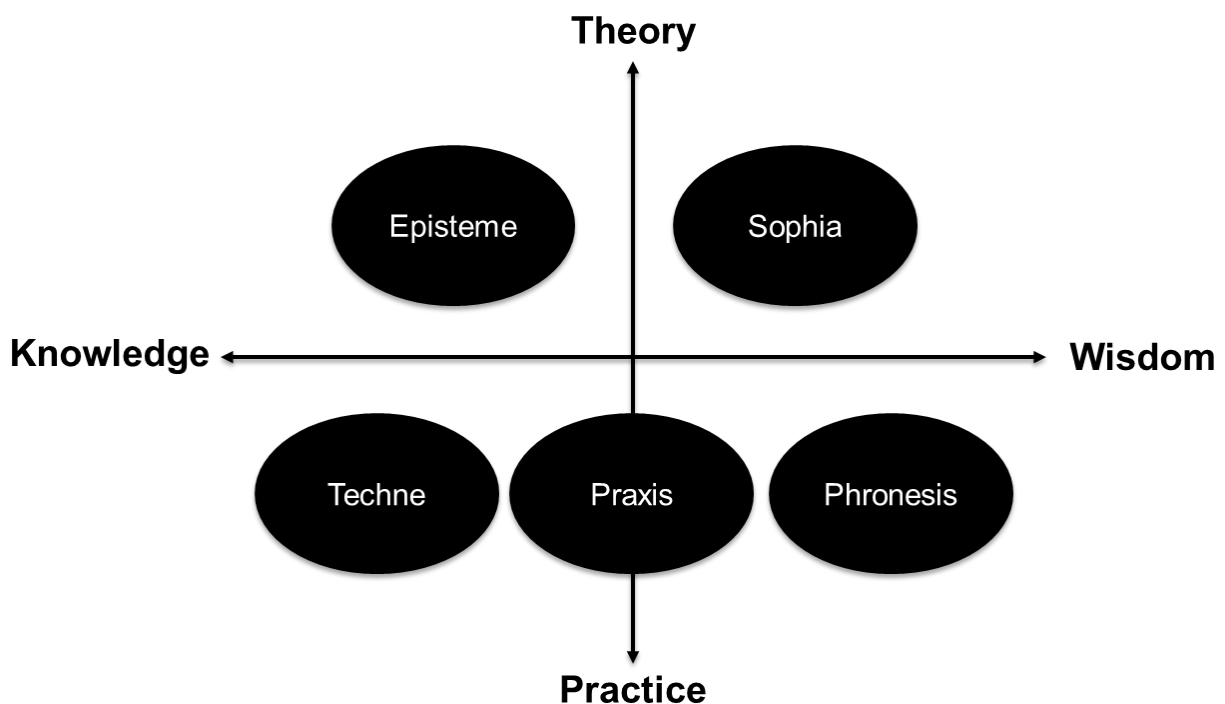 Theory
Episteme
Sophia
Knowledge
Wisdom
Techne
Praxis
Phronesis
Practice